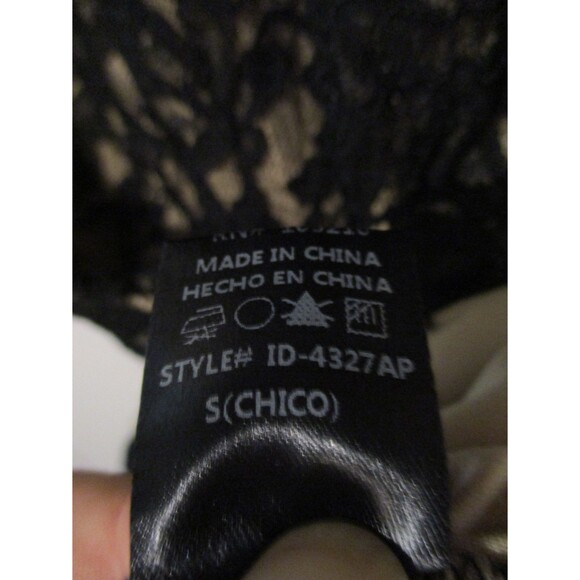 MADE IN CHINA
HECHO EN CHINA
STYLE# ID-4327AP
S(CHICO)